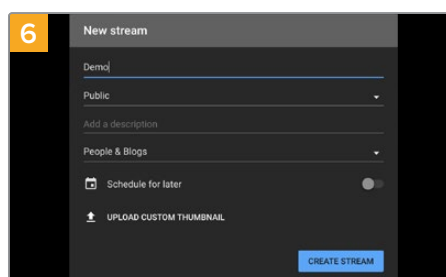 6
New stream
Demo
Public
Add a description
People & Blogs
Schedule for later
UPLOAD CUSTOM THUMBNAIL
CREATE STREAM